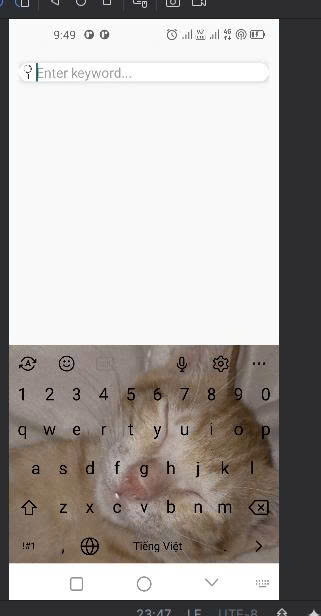 9:49
4G
Enter keyword...
1 2 3 4 5 6 7 8 9 0
q w e r t y u i o p
a s d f g h j k l
z x c v b n m
!#1 , Tiếng Việt .
23:47 LF UTF-8